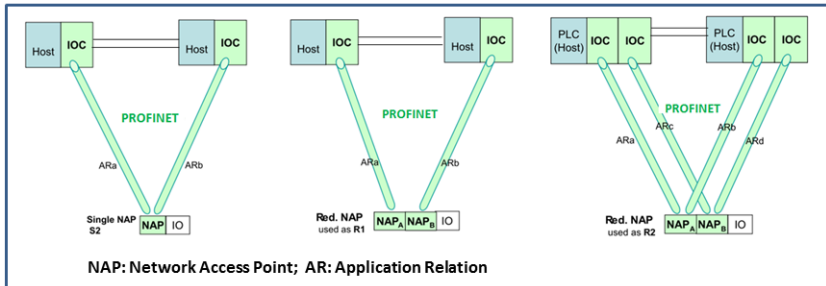 Host IOC
Host IOC
PROFINET
ARa
ARb
Single NAP
S2
NAP IO
Host IOC
Host IOC
PROFINET
ARa
ARb
Red. NAP
used as R1
NAPA NAPB IO
PLC
(Host) IOC IOC
PLC
(Host) IOC IOC
PROFINET
ARa
ARc
ARb
ARd
Red. NAP
used as R2
NAPA NAPB IO
NAP: Network Access Point; AR: Application Relation